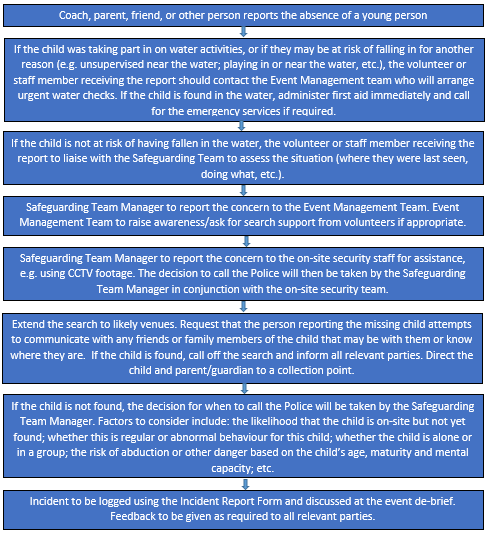 Coach, parent, friend, or other person reports the absence of a young person
If the child was taking part in on water activities, or if they may be at risk of falling in for another
reason (e.g. unsupervised near the water; playing in or near the water, etc.), the volunteer or
staff member receiving the report should contact the Event Management team who will arrange
urgent water checks. If the child is found in the water, administer first aid immediately and call
for the emergency services if required.
If the child is not at risk of having fallen in the water, the volunteer or staff member receiving the
report to liaise with the Safeguarding Team to assess the situation (where they were last seen,
doing what, etc.).
Safeguarding Team Manager to report the concern to the Event Management Team. Event
Management Team to raise awareness/ask for search support from volunteers if appropriate.
Safeguarding Team Manager to report the concern to the on-site security staff for assistance,
e.g. using CCTV footage. The decision to call the Police will then be taken by the Safeguarding
Team Manager in conjunction with the on-site security team.
Extend the search to likely venues. Request that the person reporting the missing child attempts
to communicate with any friends or family members of the child that may be with them or know
where they are.  If the child is found, call off the search and inform all relevant parties. Direct the
child and parent/guardian to a collection point.
If the child is not found, the decision for when to call the Police will be taken by the Safeguarding
Team Manager. Factors to consider include: the likelihood that the child is on-site but not yet
found; whether this is regular or abnormal behaviour for this child; whether the child is alone or
in a group; the risk of abduction or other danger based on the child's age, maturity and mental
capacity; etc.
Incident to be logged using the Incident Report Form and discussed at the event de-brief.
Feedback to be given as required to all relevant parties.